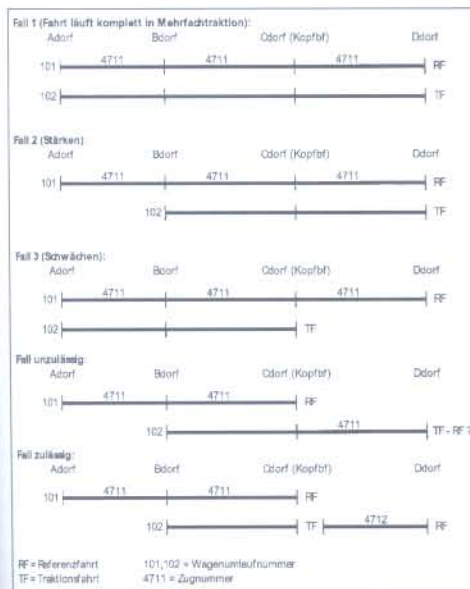 Fall 1 (Fahrt läuft komplett in Mehrfachtraktion):
Adorf Bdorf Cdorf (Kopfbf) Ddorf
101 4711 4711 4711 RF
102 TF
Fall 2 (Stärken)
Adorf Bdorf Cdorf (Kopfbf) Ddorf
101 4711 4711 4711 RF
102 TF
Fall 3 (Schwächen):
Adorf Bdorf Cdorf (Kopfbf) Ddorf
101 4711 4711 4711 RF
102 TF
Fall unzulässig:
Adorf Bdorf Cdorf (Kopfbf) Ddorf
101 4711 4711 RF
102 4711 TF - RF ?
Fall zulässig:
Adorf Bdorf Cdorf (Kopfbf) Ddorf
101 4711 4711 RF
102 TF 4712 RF
RF = Referenzfahrt 101,102 = Wagenumlaufnummer
TF = Traktionsfahrt 4711 = Zugnummer